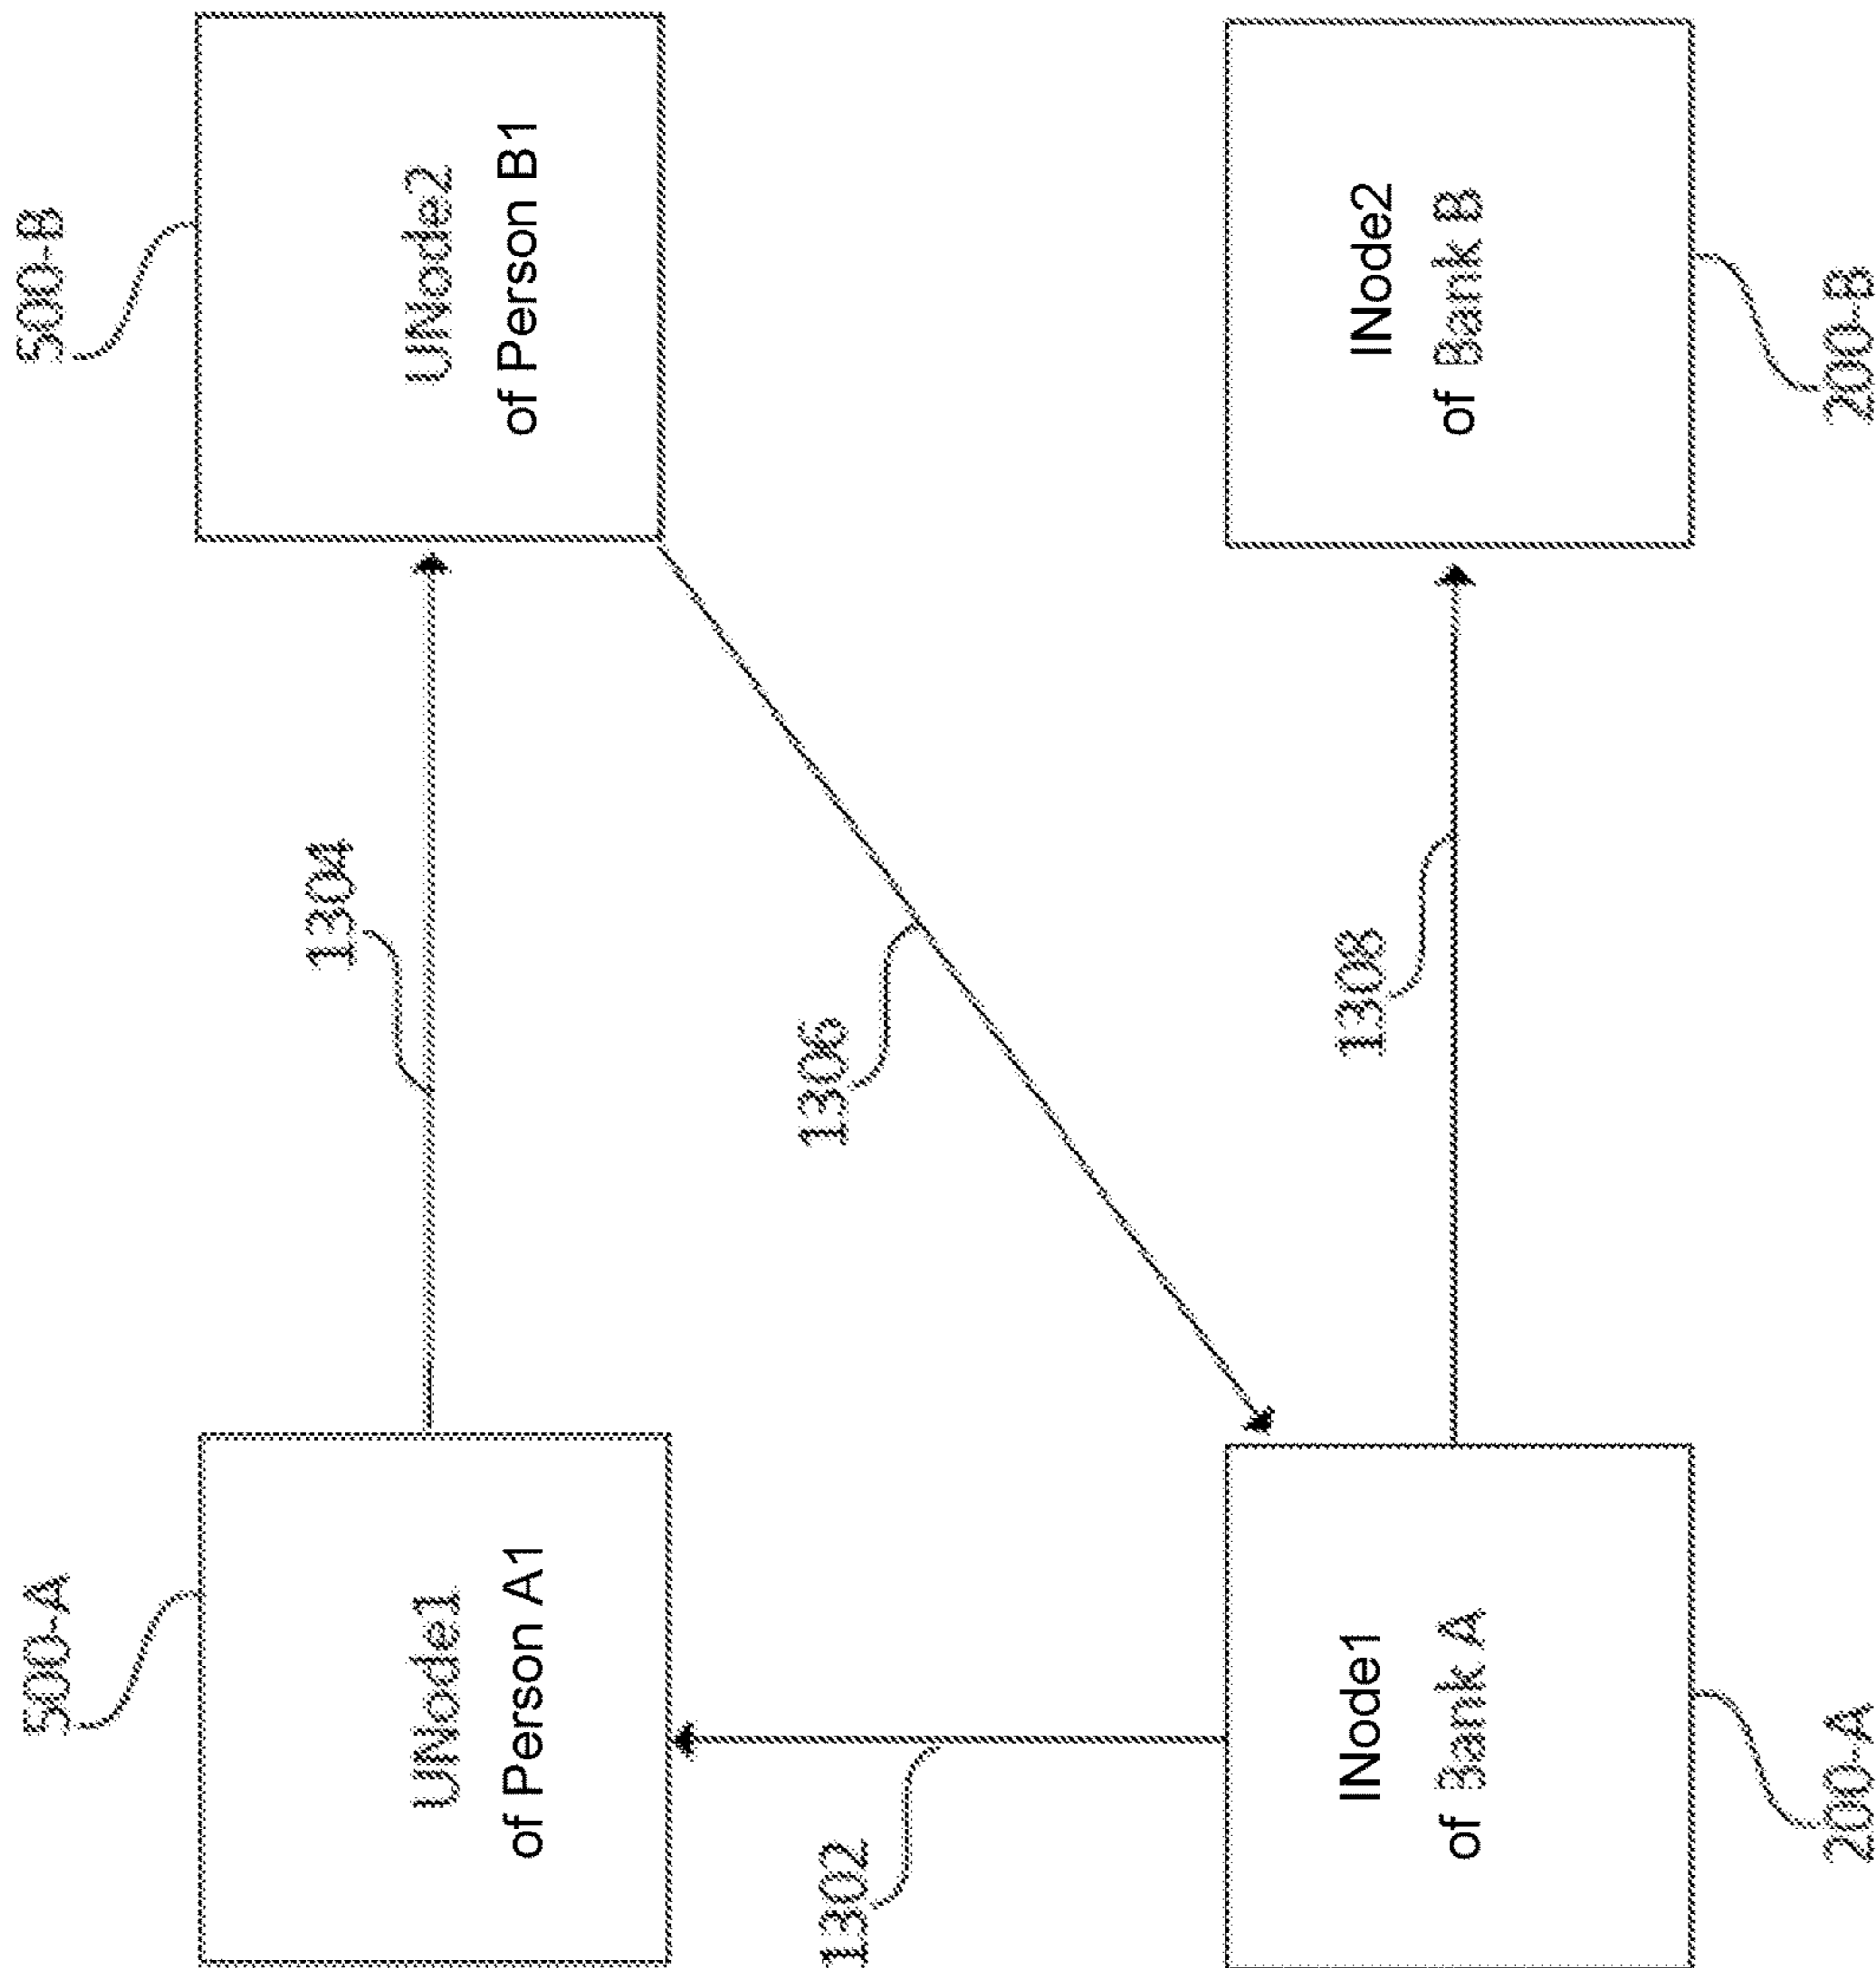 500-A
500-B
UNode1
of Person A1
1304
UNode2
of Person B1
1302
1306
INode1
of Bank A
1308
INode2
of Bank B
200-A
200-B